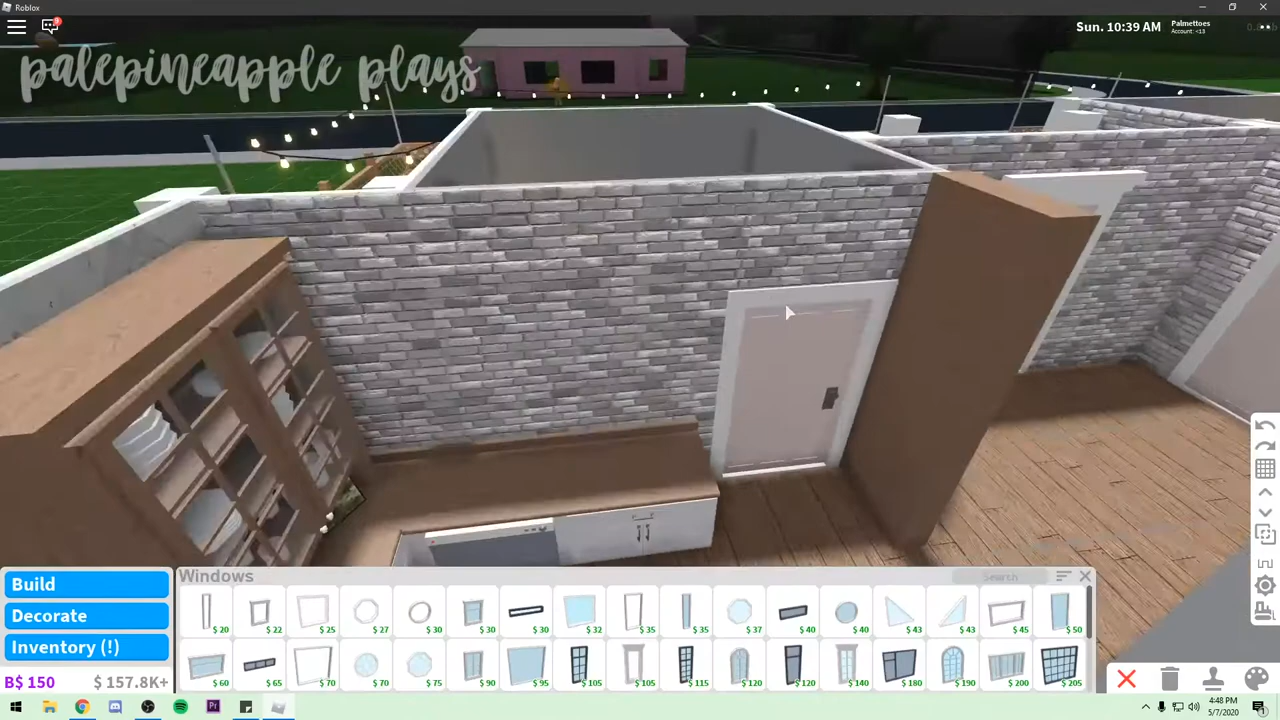 Roblox
Sun. 10:39 AM
Palmettoes
Account: <13
palepineapple plays
Build
Decorate
Inventory (!)
B$ 150
$ 157.8K+
Windows
Search
$ 20
$ 22
$ 25
$ 27
$ 30
$ 30
$ 30
$ 32
$ 35
$ 35
$ 37
$ 40
$ 40
$ 43
$ 43
$ 45
$ 50
$ 60
$ 65
$ 70
$ 70
$ 75
$ 90
$ 95
$ 105
$ 105
$ 115
$ 120
$ 120
$ 140
$ 180
$ 190
$ 200
$ 205
4:48 PM
5/7/2020